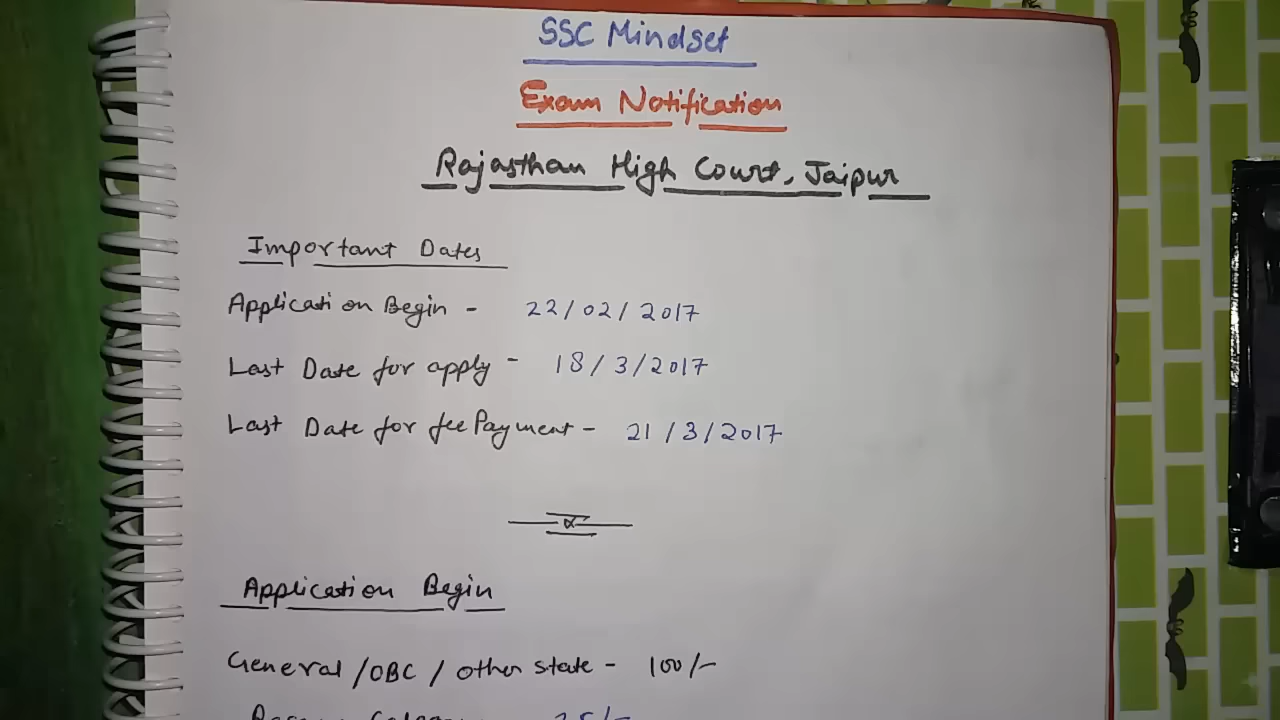 SSC Mindset
Exam Notification
Rajasthan High Court, Jaipur
Important Dates
Application Begin - 22/02/2017
Last Date for apply - 18/3/2017
Last Date for fee Payment - 21/3/2017
Application Begin
General/OBC/other state - 100/-